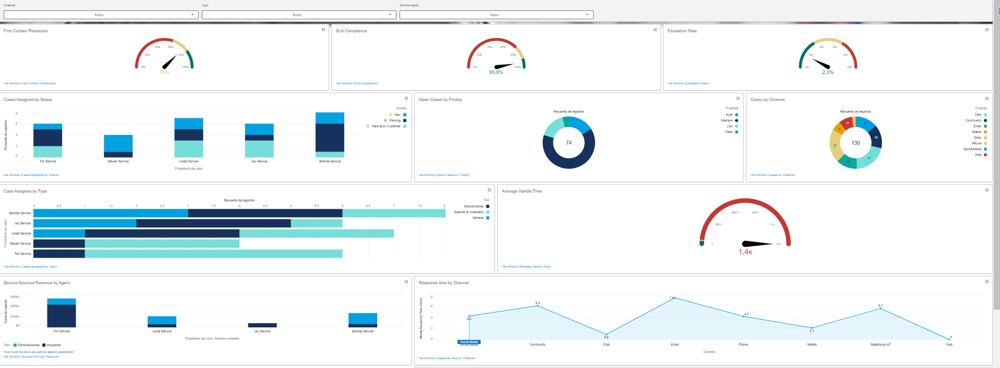 Channel
Type
Service Agent
Todos
Todos
Todos
First Contact Resolution
0%
20%
40%
60%
80%
100%
75%
Ver informe (First Contact Resolution)
SLA Compliance
0%
20%
40%
60%
80%
100%
93,8%
Ver informe (SLA Compliance)
Escalation Rate
0%
3%
6%
9%
12%
15%
2,3%
Ver informe (Escalation Rate)
Cases Assigned by Status
Recuento de registros
8
6
4
2
0
Tim Service
Steven Service
Linda Service
Jay Service
Brenda Service
Propietario del caso
Estado
New
Working
Waiting on Customer
Ver informe (Cases Assigned by Status)
Open Cases by Priority
Recuento de registros
74
Prioridad
High
Medium
Low
Otros
Ver informe (Open Cases by Priority)
Cases by Channel
Recuento de registros
130
18
19
27
17
27
8
11
Channel
Chat
Community
Email
Mobile
Otros
Phone
Social Media
Web
Ver informe (Cases by Channel)
Case Assigned by Type
Recuento de registros
0 0,5 1 1,5 2 2,5 3 3,5 4 4,5 5 5,5 6 6,5 7 7,5 8
Propietario del caso
Brenda Service
Jay Service
Linda Service
Steven Service
Tim Service
Tipo
Subvenciones
Soporte al ciudadano
General
Ver informe (Cases Assigned by Type)
Average Handle Time
0
280,2
560,4
840,6
1,1κ
1,4κ
1,4κ
Ver informe (Average Handle Time)
Service-Sourced Revenue by Agent
Suma de Importe
€300κ
€200κ
€100κ
€0
Tim Service
Linda Service
Jay Service
Brenda Service
Propietario del caso: Nombre completo
Tipo
Domiciliaciones
Impuestos
How much revenue are service agents generating?
Ver informe (Service-Sourced Revenue)
Response time by Channel
Media Response Time (mins)
8
6
4
2
0
4,3
6,2
0,9
4,2
2,1
5,7
0
Social Media
Social Media
Community
Chat
Email
Phone
Mobile
Salesforce IoT
Web
Channel
Ver informe (Response time by Channel)